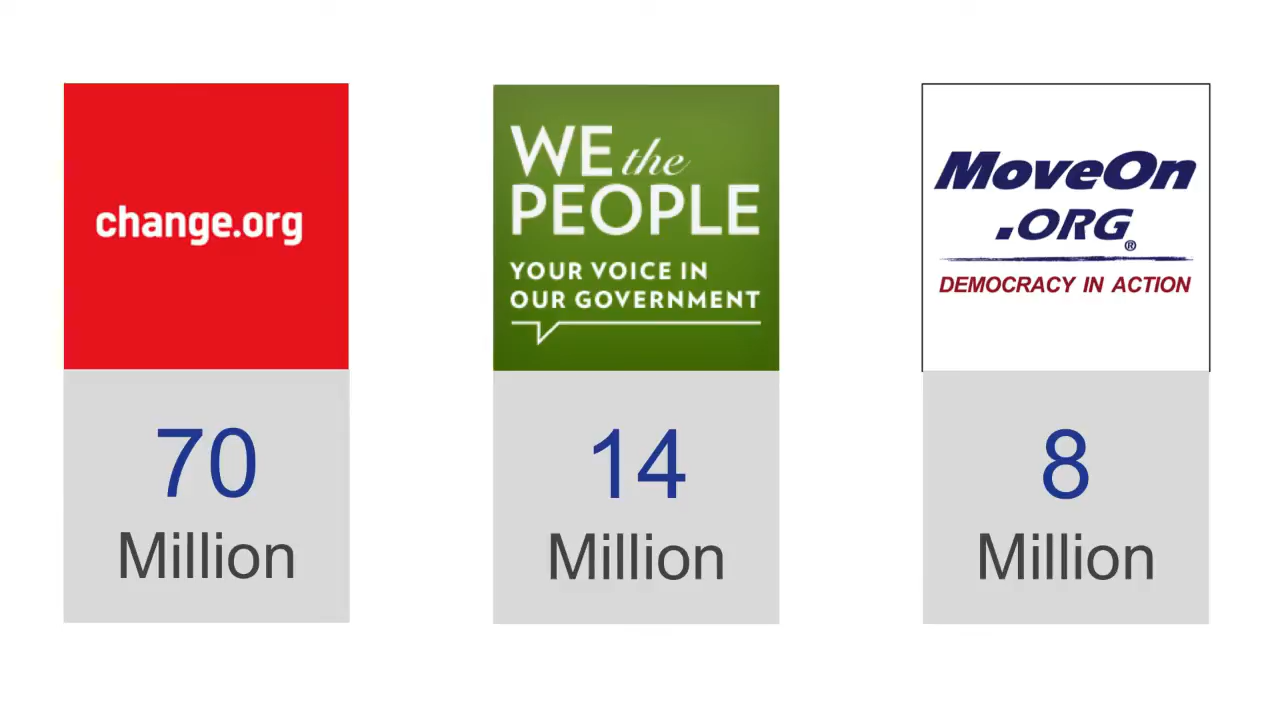 change.org
70
Million
WE the
PEOPLE
YOUR VOICE IN
OUR GOVERNMENT
14
Million
MoveOn
.ORG®
DEMOCRACY IN ACTION
8
Million